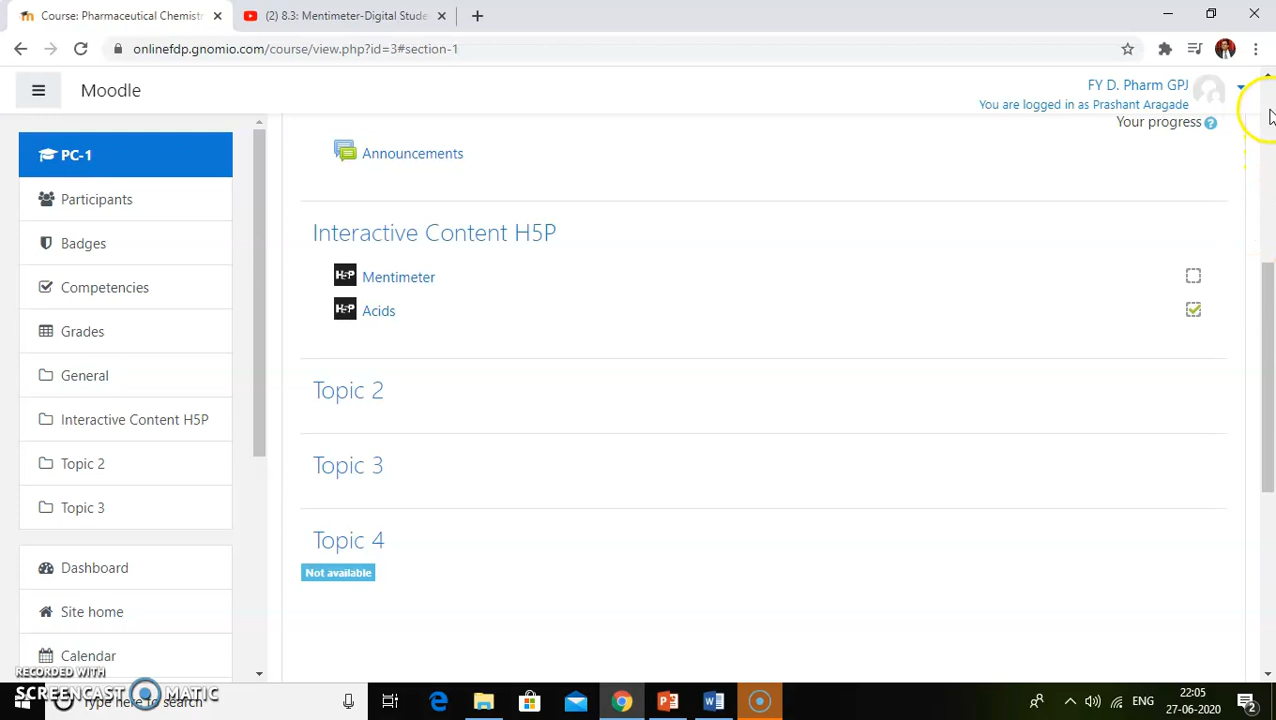 Course: Pharmaceutical Chemist
(2) 8.3: Mentimeter-Digital Stude
onlinefdp.gnomio.com/course/view.php?id=3#section-1
Moodle
FY D. Pharm GPJ
You are logged in as Prashant Aragade
Your progress
PC-1
Participants
Badges
Competencies
Grades
General
Interactive Content H5P
Topic 2
Topic 3
Dashboard
Site home
Calendar
Announcements
Interactive Content H5P
H5P Mentimeter
H5P Acids
Topic 2
Topic 3
Topic 4
Not available
RECORDED WITH
SCREENCAST MATIC
Type here to search
ENG
22:05
27-06-2020
2